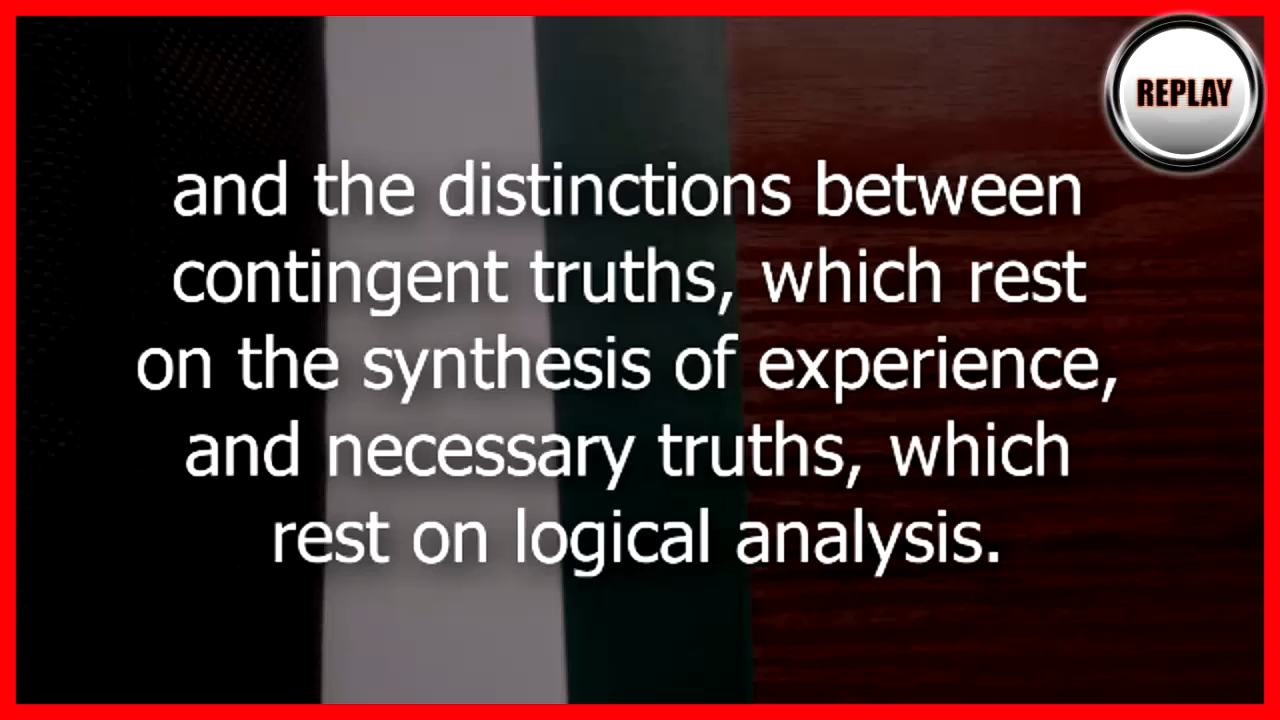 REPLAY
and the distinctions between
contingent truths, which rest
on the synthesis of experience,
and necessary truths, which
rest on logical analysis.